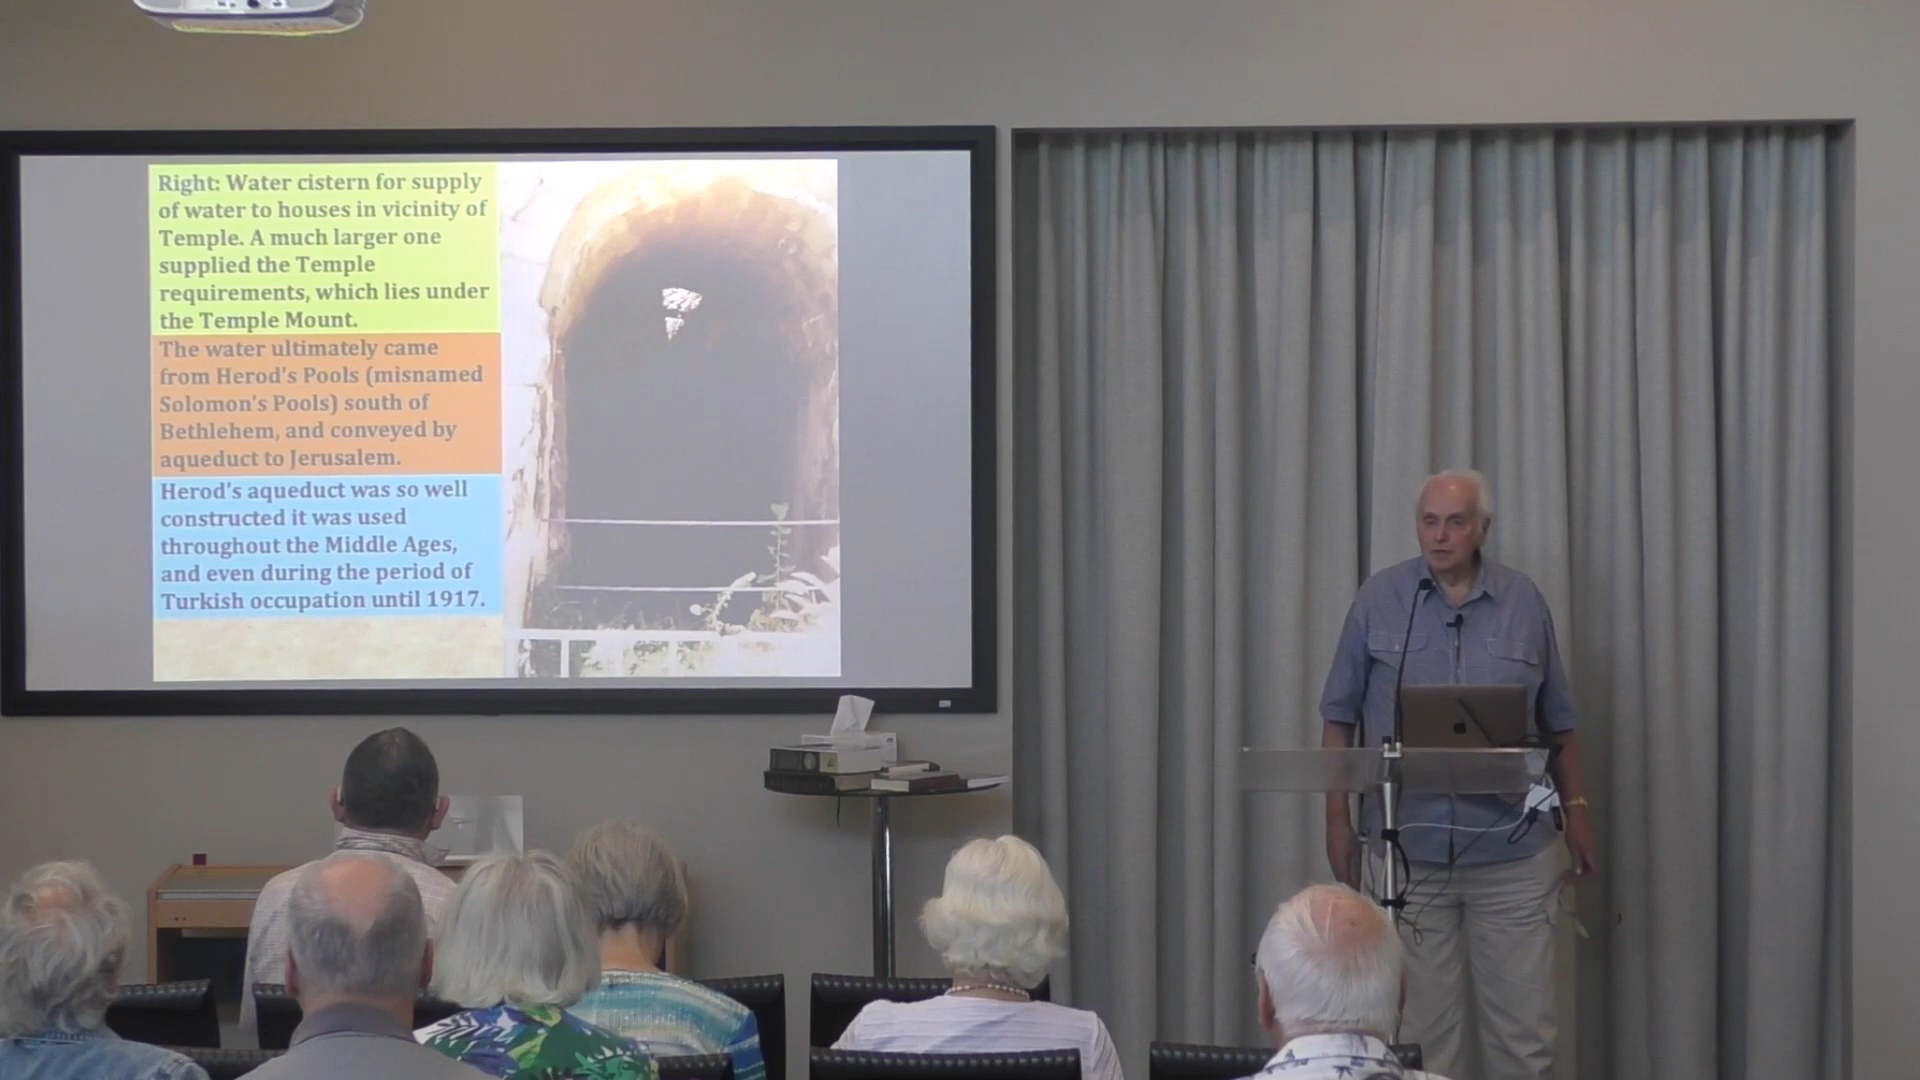 Right: Water cistern for supply
of water to houses in vicinity of
Temple. A much larger one
supplied the Temple
requirements, which lies under
the Temple Mount.
The water ultimately came
from Herod's Pools (misnamed
Solomon's Pools) south of
Bethlehem, and conveyed by
aqueduct to Jerusalem.
Herod's aqueduct was so well
constructed it was used
throughout the Middle Ages,
and even during the period of
Turkish occupation until 1917.